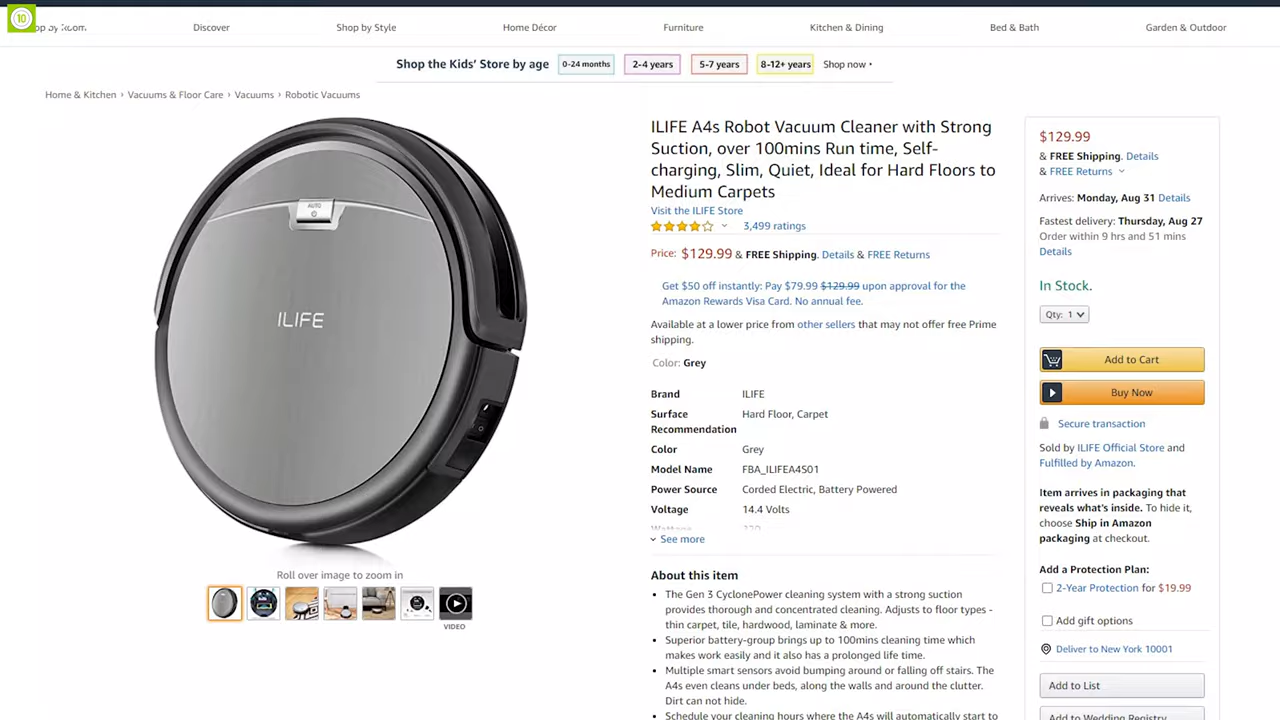 10
op by Room
Discover
Shop by Style
Home Décor
Furniture
Kitchen & Dining
Bed & Bath
Garden & Outdoor
Shop the Kids' Store by age
0-24 months
2-4 years
5-7 years
8-12+ years
Shop now
Home & Kitchen › Vacuums & Floor Care › Vacuums › Robotic Vacuums
AUTO
ILIFE
Roll over image to zoom in
VIDEO
ILIFE A4s Robot Vacuum Cleaner with Strong
Suction, over 100mins Run time, Self-
charging, Slim, Quiet, Ideal for Hard Floors to
Medium Carpets
Visit the ILIFE Store
3,499 ratings
Price: $129.99 & FREE Shipping. Details & FREE Returns
Get $50 off instantly: Pay $79.99 $129.99 upon approval for the
Amazon Rewards Visa Card. No annual fee.
Available at a lower price from other sellers that may not offer free Prime
shipping.
Color: Grey
Brand ILIFE
Surface Hard Floor, Carpet
Recommendation
Color Grey
Model Name FBA_ILIFEA4S01
Power Source Corded Electric, Battery Powered
Voltage 14.4 Volts
See more
About this item
• The Gen 3 CyclonePower cleaning system with a strong suction
provides thorough and concentrated cleaning. Adjusts to floor types -
thin carpet, tile, hardwood, laminate & more.
• Superior battery-group brings up to 100mins cleaning time which
makes work easily and it also has a prolonged life time.
• Multiple smart sensors avoid bumping around or falling off stairs. The
A4s even cleans under beds, along the walls and around the clutter.
Dirt can not hide.
• Schedule your cleaning hours where the A4s will automatically start to
$129.99
& FREE Shipping. Details
& FREE Returns
Arrives: Monday, Aug 31 Details
Fastest delivery: Thursday, Aug 27
Order within 9 hrs and 51 mins
Details
In Stock.
Qty: 1
Add to Cart
Buy Now
Secure transaction
Sold by ILIFE Official Store and
Fulfilled by Amazon.
Item arrives in packaging that
reveals what's inside. To hide it,
choose Ship in Amazon
packaging at checkout.
Add a Protection Plan:
2-Year Protection for $19.99
Add gift options
Deliver to New York 10001
Add to List
Add to Wedding Registry